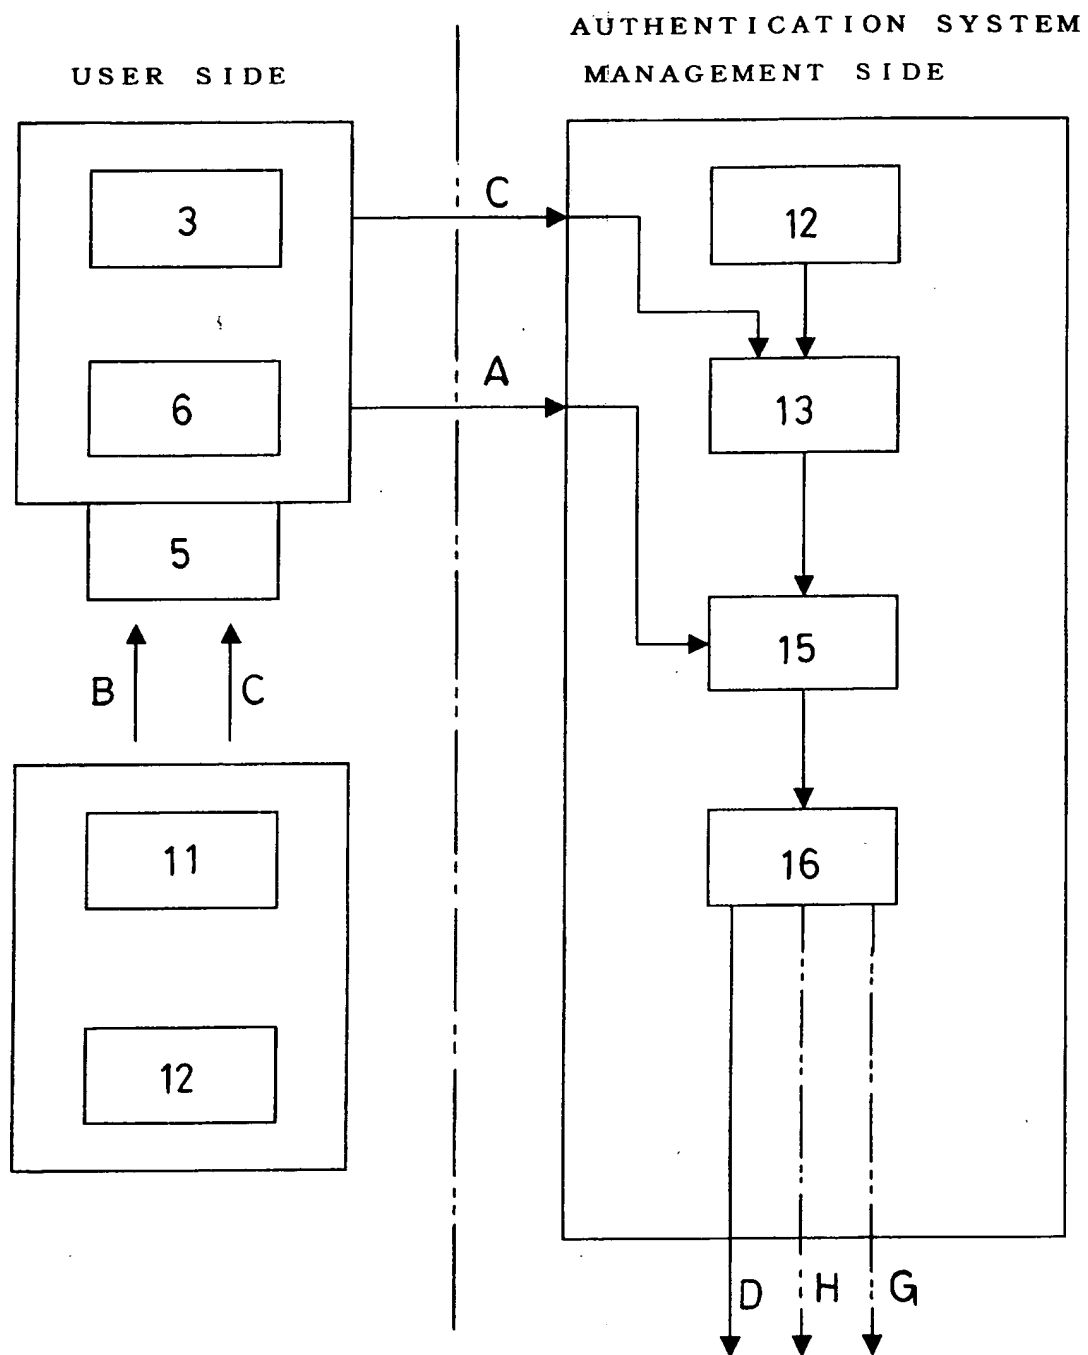 AUTHENTICATION SYSTEM
MANAGEMENT SIDE
USER SIDE
3
C
12
6
A
13
5
B
C
15
11
16
12
D
H
G